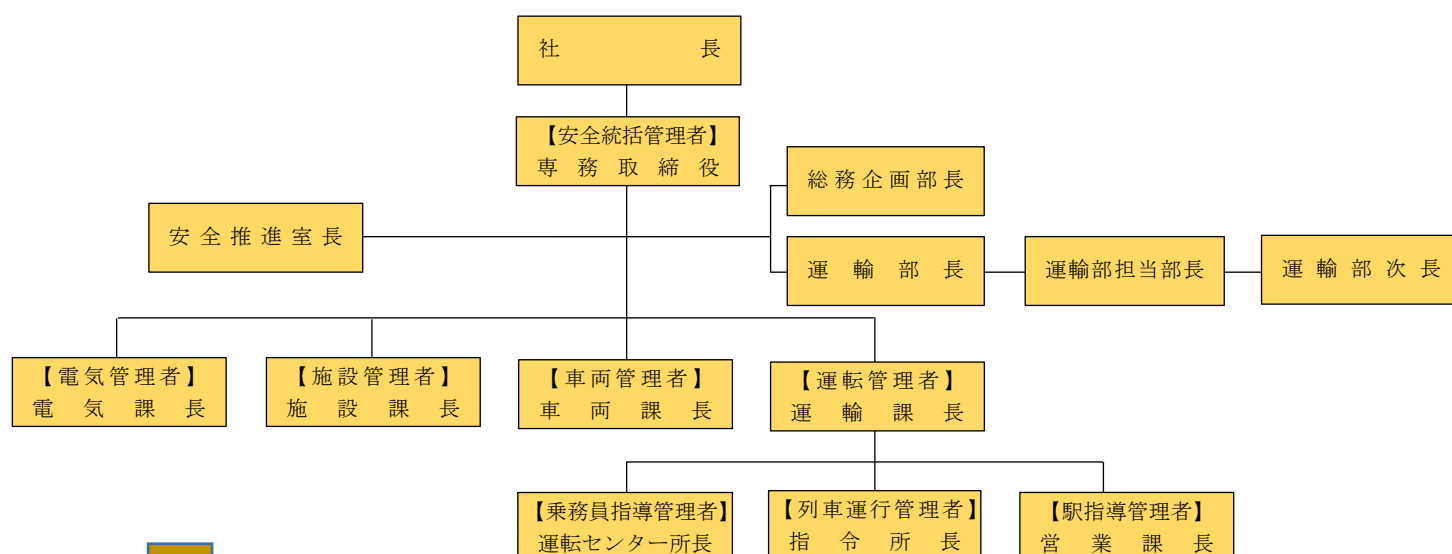 社長
【安全統括管理者】
専務取締役
総務企画部長
安全推進室長
運輸部長
運輸部担当部長
運輸部次長
【電気管理者】
電気課長
【施設管理者】
施設課長
【車両管理者】
車両課長
【運転管理者】
運輸課長
【乗務員指導管理者】
運転センター所長
【列車運行管理者】
指令所長
【駅指導管理者】
営業課長